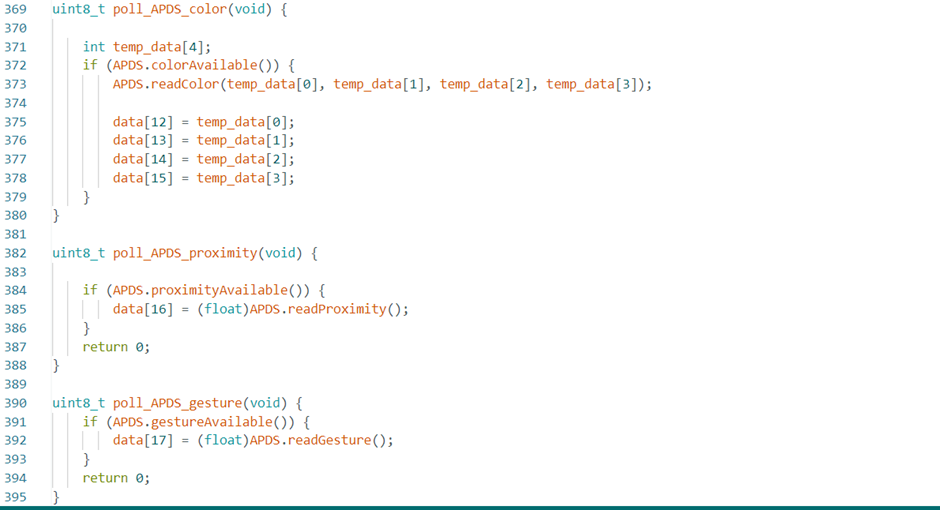 369 uint8_t poll_APDS_color(void) {
370
371 int temp_data[4];
372 if (APDS.colorAvailable()) {
373 APDS.readColor(temp_data[0], temp_data[1], temp_data[2], temp_data[3]);
374
375 data[12] = temp_data[0];
376 data[13] = temp_data[1];
377 data[14] = temp_data[2];
378 data[15] = temp_data[3];
379 }
380 }
381
382 uint8_t poll_APDS_proximity(void) {
383
384 if (APDS.proximityAvailable()) {
385 data[16] = (float)APDS.readProximity();
386 }
387 return 0;
388 }
389
390 uint8_t poll_APDS_gesture(void) {
391 if (APDS.gestureAvailable()) {
392 data[17] = (float)APDS.readGesture();
393 }
394 return 0;
395 }